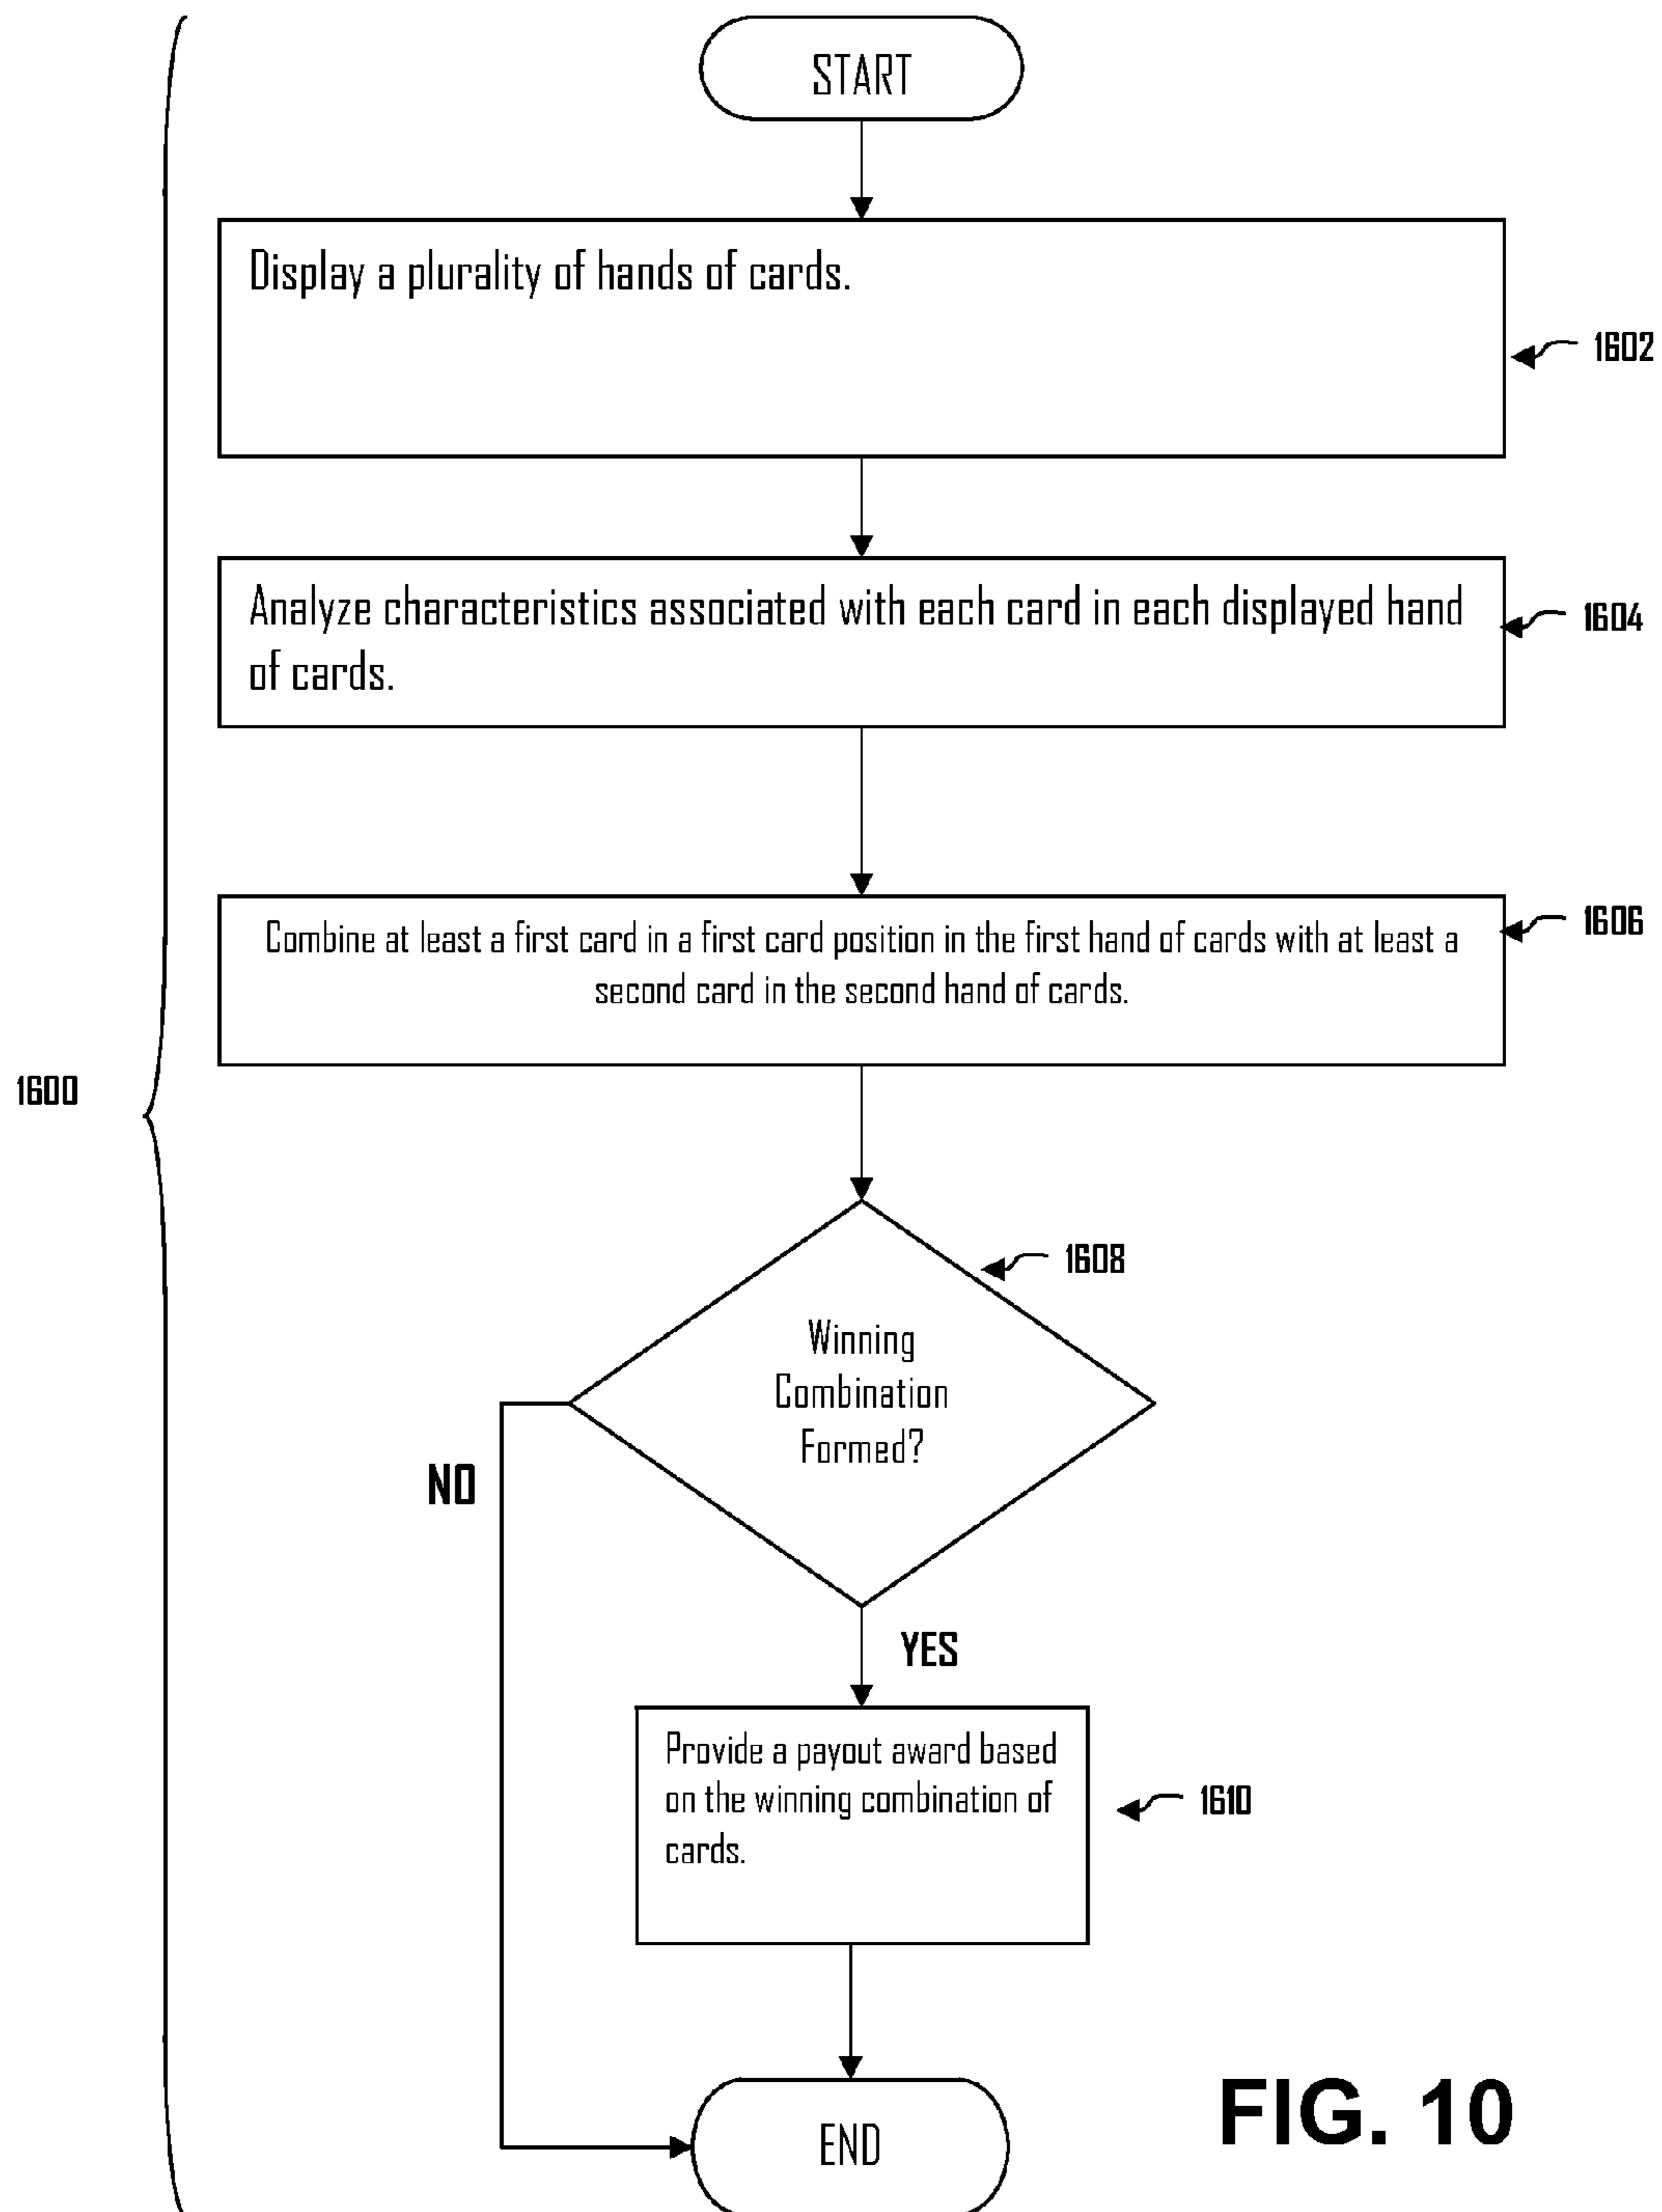 START
Display a plurality of hands of cards.
1602
Analyze characteristics associated with each card in each displayed hand
of cards.
1604
Combine at least a first card in a first card position in the first hand of cards with at least a
second card in the second hand of cards.
1606
1600
1608
Winning
Combination
Formed?
NO
YES
Provide a payout award based
on the winning combination of
cards.
1610
END
FIG. 10